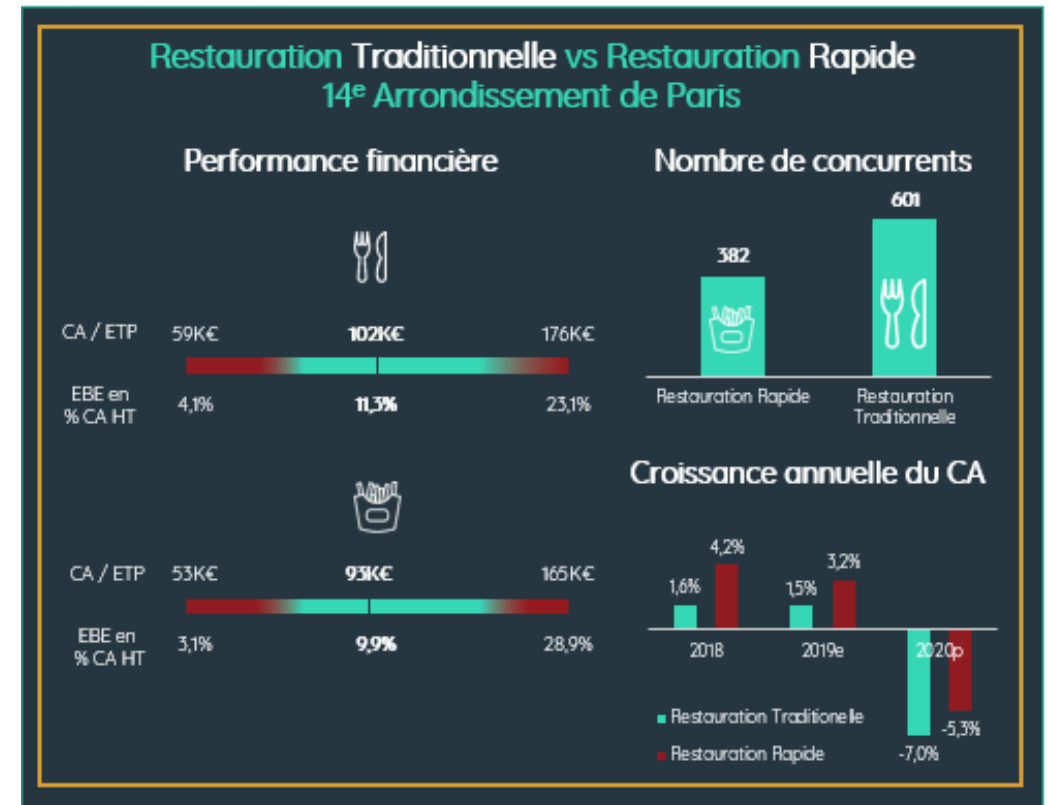 Restauration Traditionnelle vs Restauration Rapide
14e Arrondissement de Paris
Performance financière
CA / ETP 59K€ 102K€ 176K€
EBE en
% CA HT 4,1% 11,3% 23,1%
CA / ETP 53K€ 93K€ 165K€
EBE en
% CA HT 3,1% 9,9% 28,9%
Nombre de concurrents
601
382
Restauration Rapide
Restauration
Traditionnelle
Croissance annuelle du CA
1,6% 4,2% 1,5% 3,2%
2018 2019e 2020p
-7,0% -5,3%
Restauration Traditionelle
Restauration Rapide